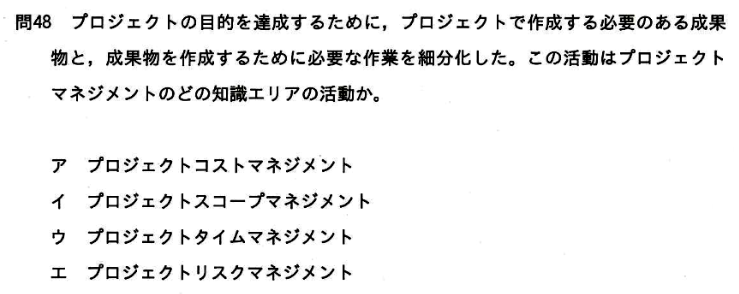 問48 プロジェクトの目的を達成するために，プロジェクトで作成する必要のある成果
物と，成果物を作成するために必要な作業を細分化した。この活動はプロジェクト
マネジメントのどの知識エリアの活動か。
ア プロジェクトコストマネジメント
イ プロジェクトスコープマネジメント
ウ プロジェクトタイムマネジメント
エ プロジェクトリスクマネジメント